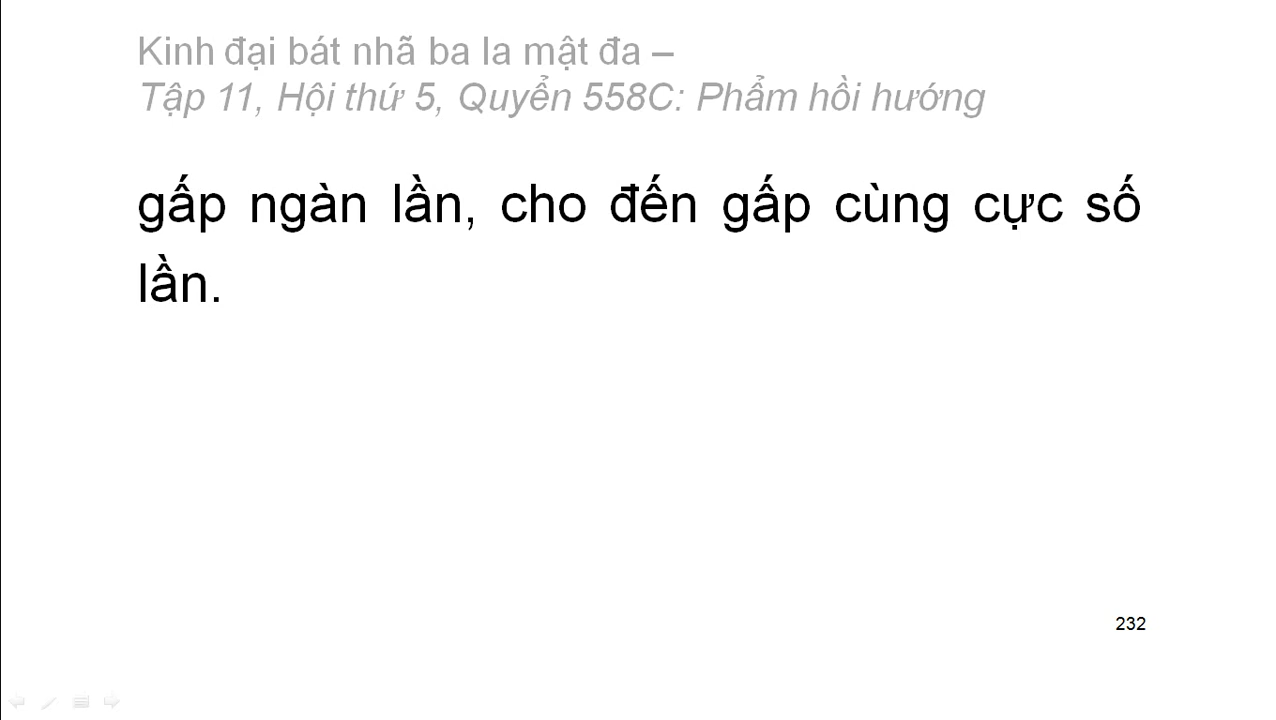 Kinh đại bát nhã ba la mật đa –
Tập 11, Hội thứ 5, Quyển 558C: Phẩm hồi hướng
gấp ngàn lần, cho đến gấp cùng cực số
lần.
232